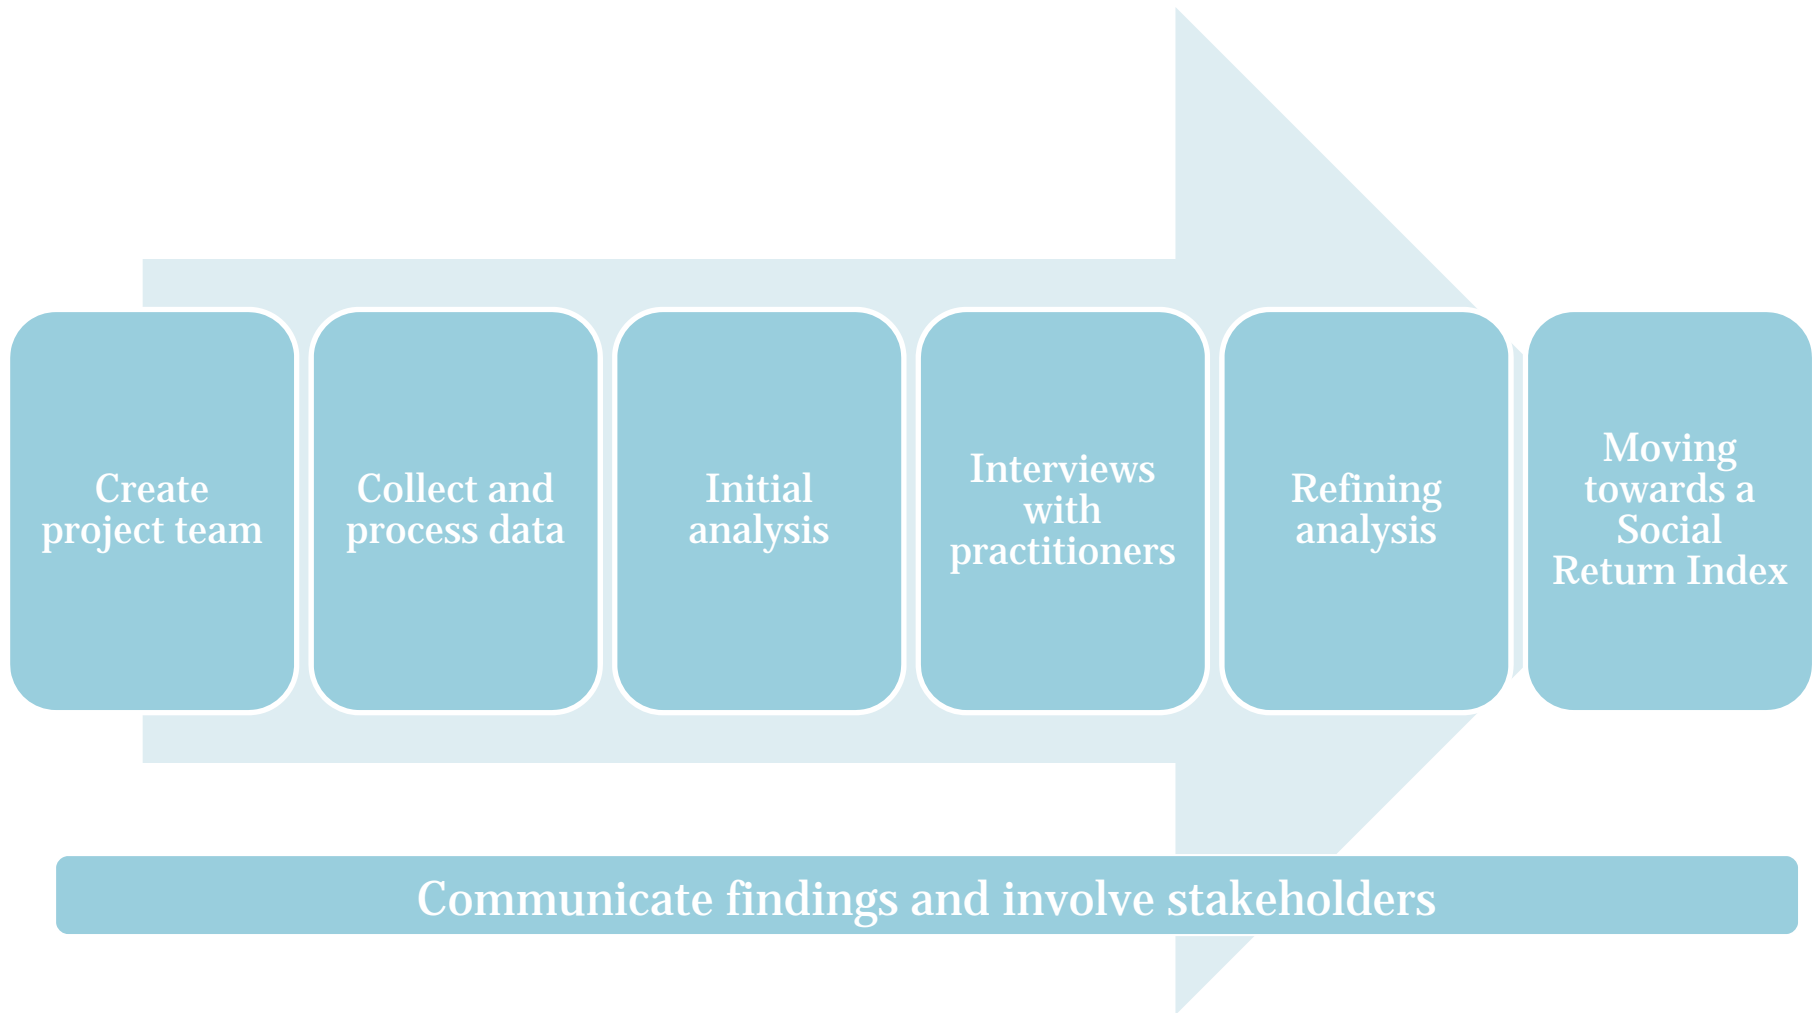 Create
project team
Collect and
process data
Initial
analysis
Interviews
with
practitioners
Refining
analysis
Moving
towards a
Social
Return Index
Communicate findings and involve stakeholders